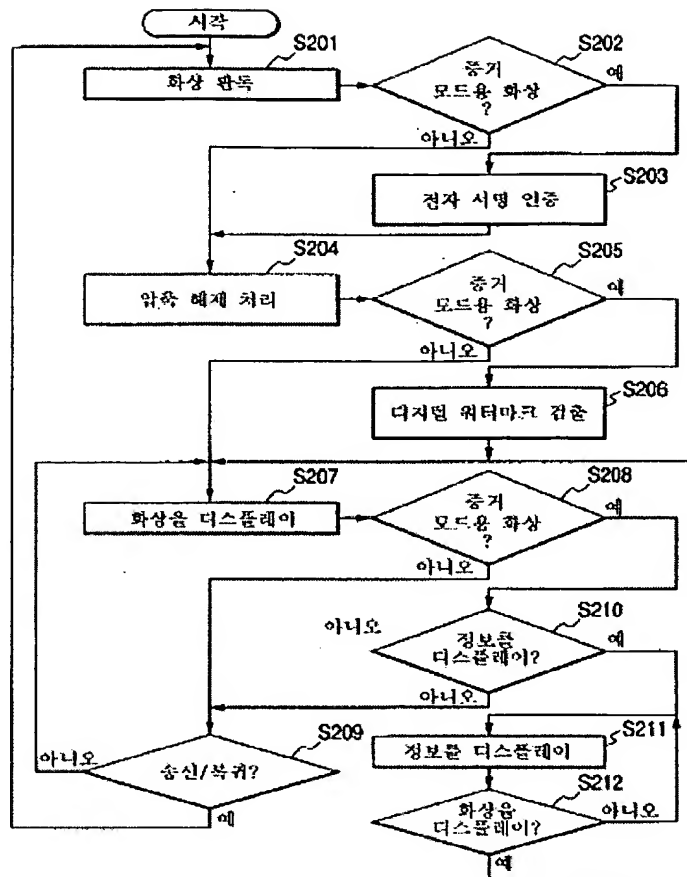 시작
S201
화상 판독
S202
증거
모드용 화상
?
예
아니오
S203
전자 서명 인증
S204
압축 해제 처리
S205
증거
모드용 화상
?
예
아니오
S206
디지털 워터마크 검출
S207
화상을 디스플레이
S208
증거
모드용 화상
?
예
아니오
S210
아니오
정보를
디스플레이?
예
아니오
S209
아니오
송신/복귀?
예
S211
정보를 디스플레이
S212
화상을
디스플레이?
아니오
예